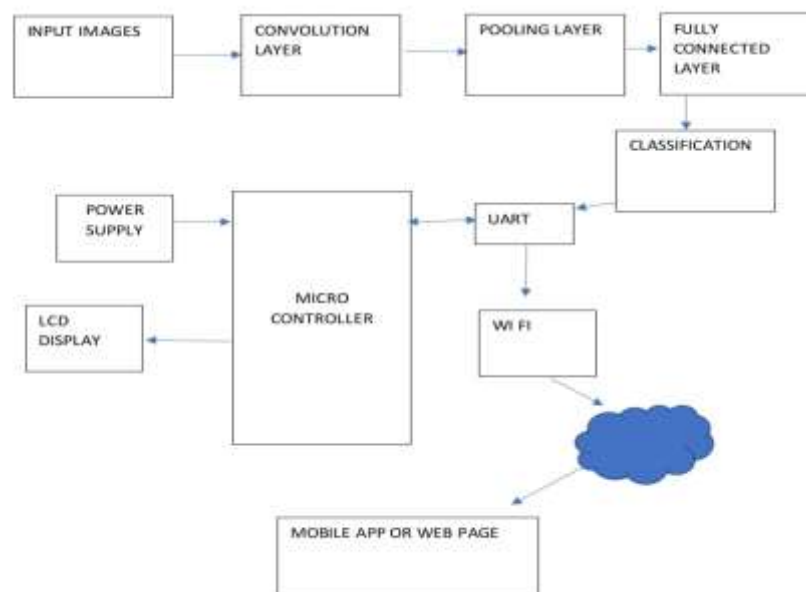 INPUT IMAGES
CONVOLUTION
LAYER
POOLING LAYER
FULLY
CONNECTED
LAYER
CLASSIFICATION
POWER
SUPPLY
UART
MICRO
CONTROLLER
LCD
DISPLAY
WI FI
MOBILE APP OR WEB PAGE